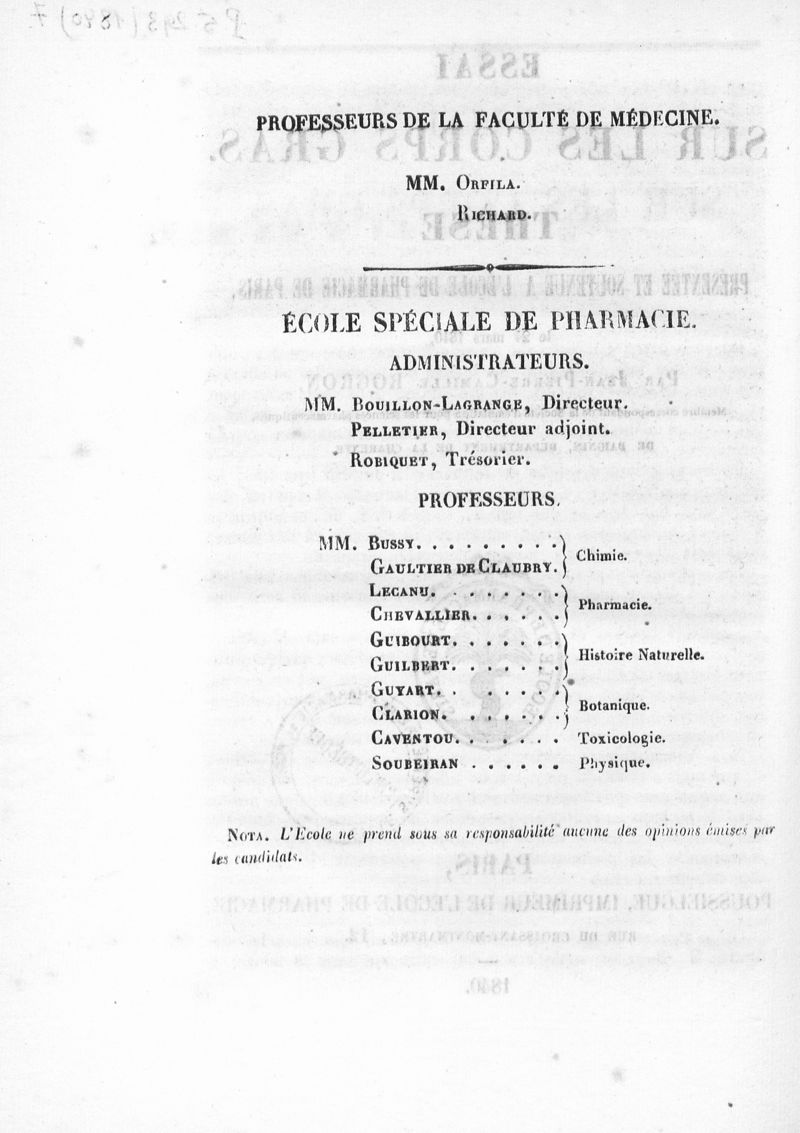 PROFESSEURS DE LA FACULTÉ DE MÉDECINE.
MM. ORFILA.
RICHARD.
ÉCOLE SPÉCIALE DE PHARMACIE.
ADMINISTRATEURS.
MM. BOUILLON-LAGRANGE, Directeur.
PELLETIER, Directeur adjoint.
ROBIQUET, Trésorier.
PROFESSEURS.
MM. BUSSY. . . . . . . . . . } Chimie.
GAULTIER DE CLAUBRY. }
LECANU. . . . . . . . } Pharmacie.
CHEVALLIER. . . . . . }
GUIBOURT. . . . . . . } Histoire Naturelle.
GUILBERT. . . . . . . }
GUYART. . . . . . . . } Botanique.
CLARION. . . . . . . }
CAVENTOU. . . . . . . Toxicologie.
SOUBEIRAN . . . . . . Physique.
NOTA. L'Ecole ne prend sous sa responsabilité aucune des opinions émises par
les candidats.